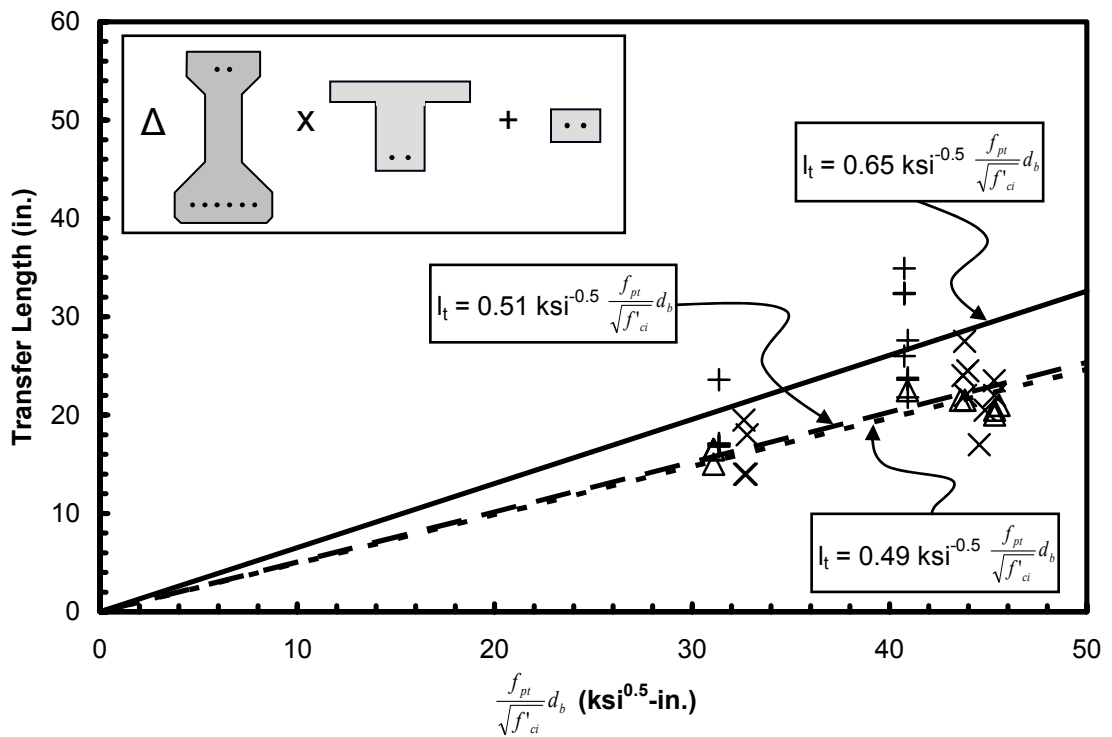 60
50
40
30
20
10
0
Transfer Length (in.)
Δ x +
l_t = 0.65 ksi^-0.5 f_pt / √f'_ci d_b
l_t = 0.51 ksi^-0.5 f_pt / √f'_ci d_b
l_t = 0.49 ksi^-0.5 f_pt / √f'_ci d_b
0 10 20 30 40 50
f_pt / √f'_ci d_b (ksi^0.5-in.)